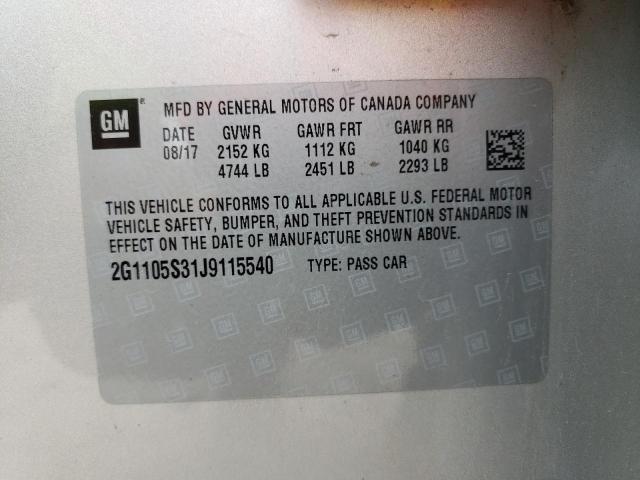 GM
MFD BY GENERAL MOTORS OF CANADA COMPANY
DATE GVWR GAWR FRT GAWR RR
08/17 2152 KG 1112 KG 1040 KG
4744 LB 2451 LB 2293 LB
THIS VEHICLE CONFORMS TO ALL APPLICABLE U.S. FEDERAL MOTOR
VEHICLE SAFETY, BUMPER, AND THEFT PREVENTION STANDARDS IN
EFFECT ON THE DATE OF MANUFACTURE SHOWN ABOVE.
2G1105S31J9115540 TYPE: PASS CAR